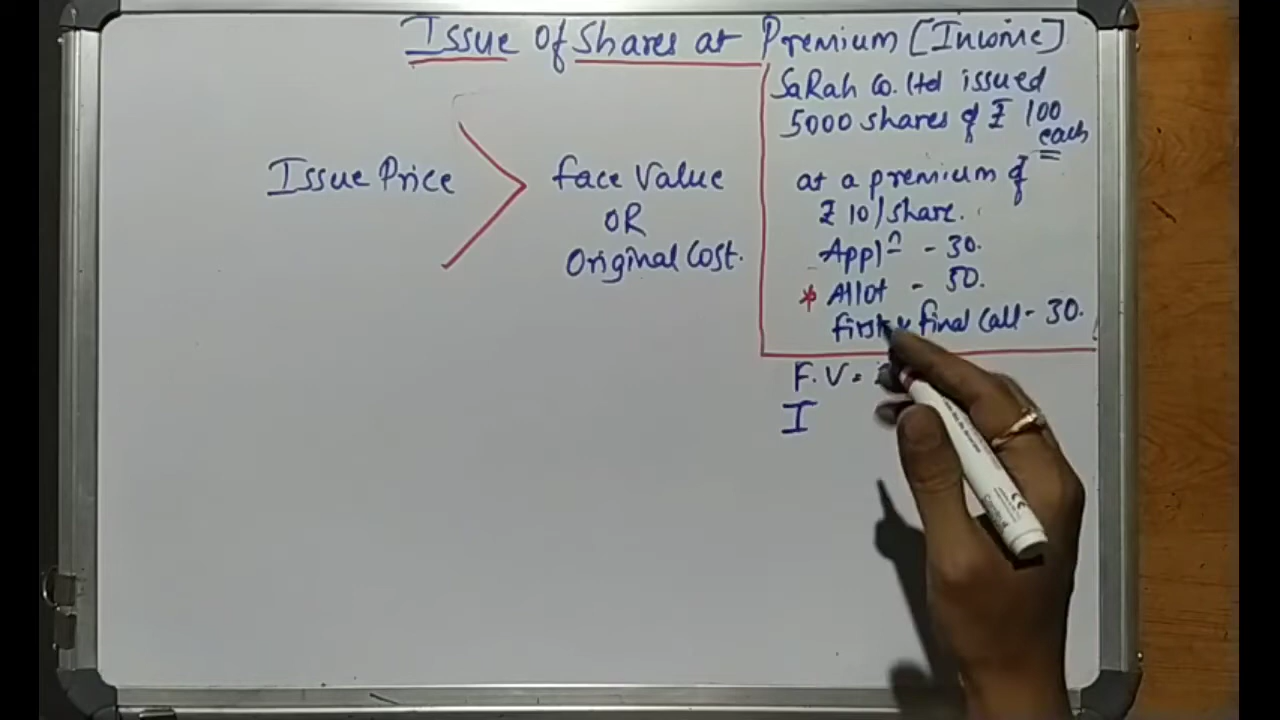 Issue Of Shares at Premium [Income]
Issue Price > Face Value
OR
Original Cost.
SaRah Co. Ltd issued
5000 shares of ₹ 100
each
at a premium of
₹ 10/share.
Applⁿ - 30.
* Allot - 50.
first & final Call - 30.
F.V =
I